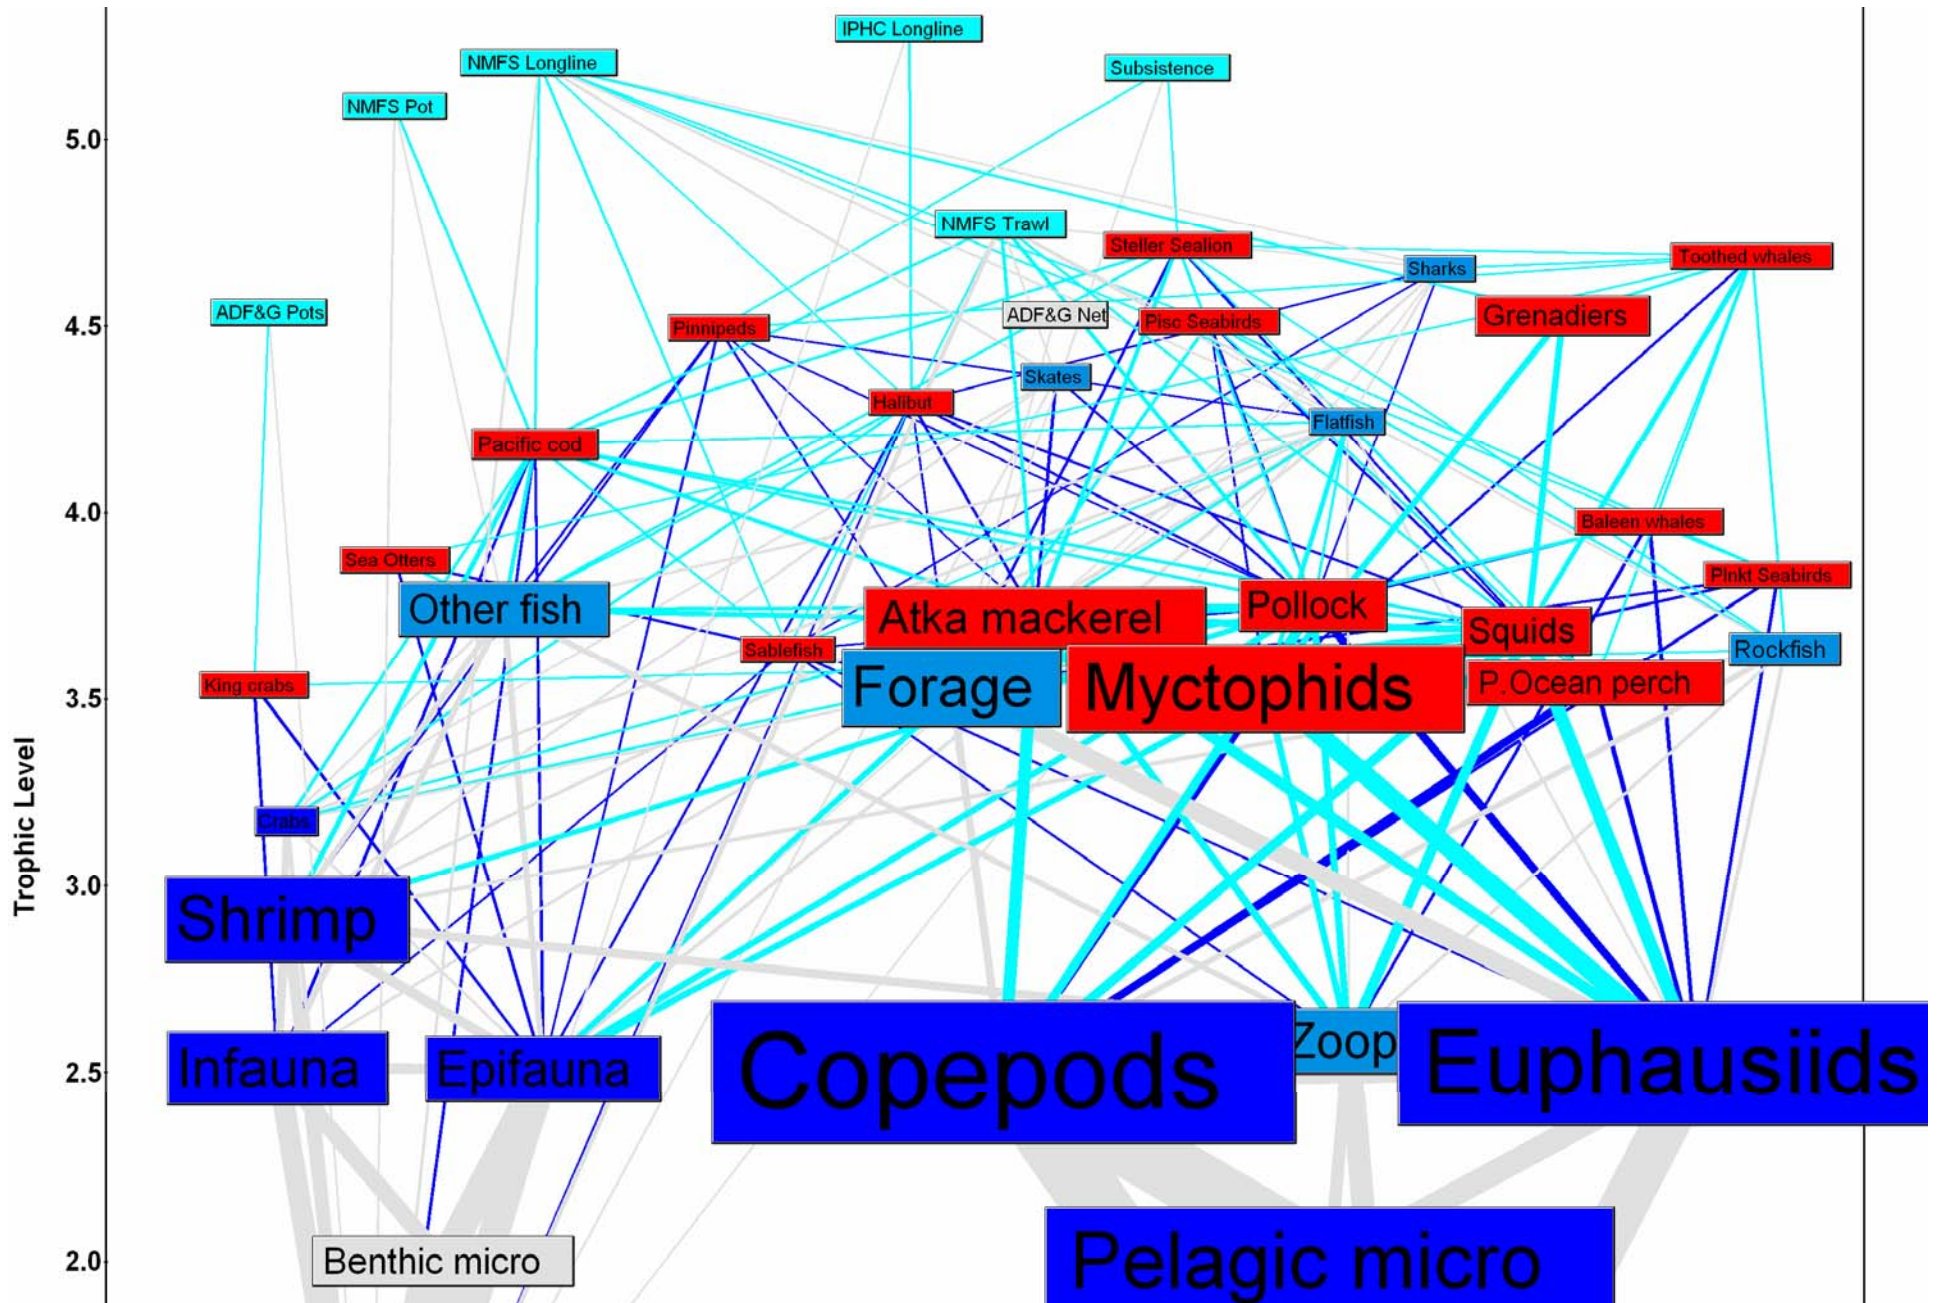 IPHC Longline
NMFS Longline
Subsistence
NMFS Pot
5.0
NMFS Trawl
Steller Sealion
Toothed whales
Sharks
ADF&G Pots
ADF&G Net
Grenadiers
4.5
Pinnipeds
Pisc Seabirds
Skates
Halibut
Flatfish
Pacific cod
4.0
Baleen whales
Sea Otters
Plnkt Seabirds
Other fish
Atka mackerel
Pollock
Squids
Sablefish
Rockfish
King crabs
Forage
Myctophids
P.Ocean perch
3.5
Trophic Level
Crabs
3.0
Shrimp
Infauna
Epifauna
Copepods
Zoop
Euphausiids
2.5
2.0
Benthic micro
Pelagic micro